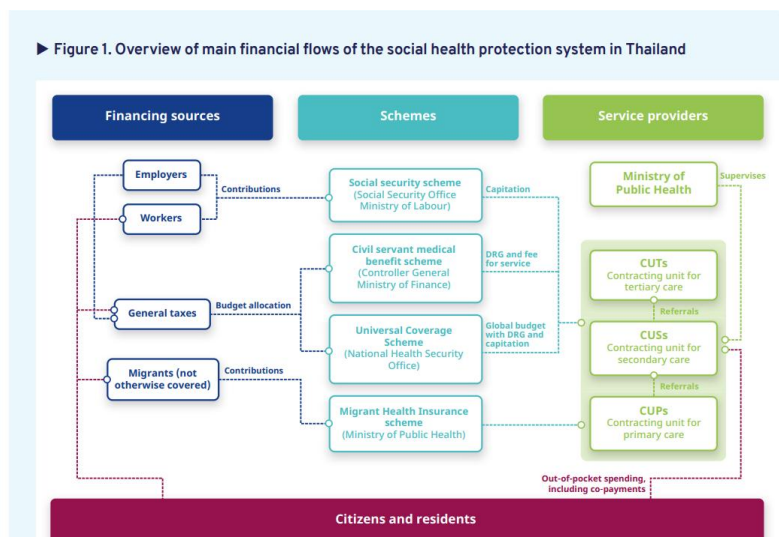 ▶ Figure 1. Overview of main financial flows of the social health protection system in Thailand
Financing sources
Schemes
Service providers
Employers
Workers
Contributions
General taxes
Budget allocation
Migrants (not
otherwise covered)
Contributions
Social security scheme
(Social Security Office
Ministry of Labour)
Capitation
Civil servant medical
benefit scheme
(Controller General
Ministry of Finance)
DRG and fee
for service
Universal Coverage
Scheme
(National Health Security
Office)
Global budget
with DRG and
capitation
Migrant Health Insurance
scheme
(Ministry of Public Health)
Ministry of
Public Health
Supervises
CUTs
Contracting unit for
tertiary care
Referrals
CUSs
Contracting unit for
secondary care
Referrals
CUPs
Contracting unit for
primary care
Out-of-pocket spending,
including co-payments
Citizens and residents